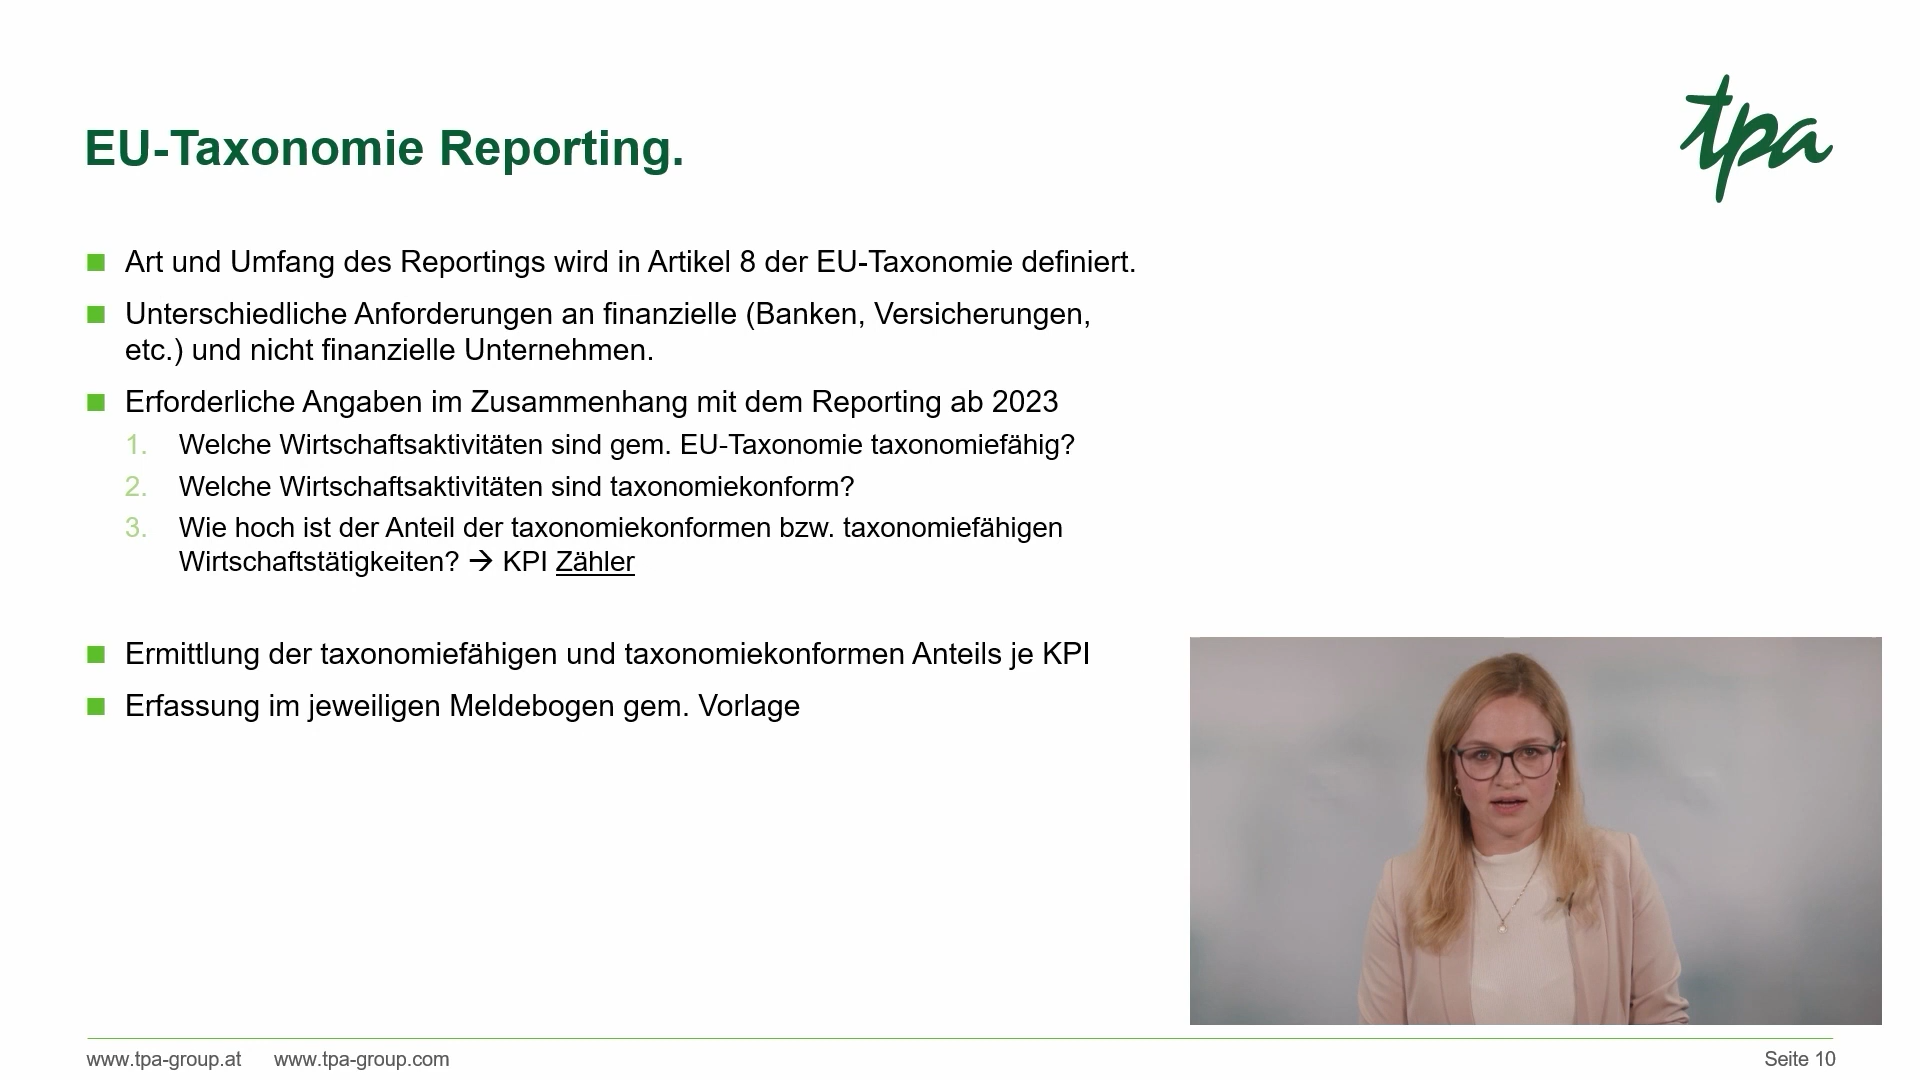 tpa
EU-Taxonomie Reporting.
■ Art und Umfang des Reportings wird in Artikel 8 der EU-Taxonomie definiert.
■ Unterschiedliche Anforderungen an finanzielle (Banken, Versicherungen,
etc.) und nicht finanzielle Unternehmen.
■ Erforderliche Angaben im Zusammenhang mit dem Reporting ab 2023
1. Welche Wirtschaftsaktivitäten sind gem. EU-Taxonomie taxonomiefähig?
2. Welche Wirtschaftsaktivitäten sind taxonomiekonform?
3. Wie hoch ist der Anteil der taxonomiekonformen bzw. taxonomiefähigen
Wirtschaftstätigkeiten? → KPI Zähler
■ Ermittlung der taxonomiefähigen und taxonomiekonformen Anteils je KPI
■ Erfassung im jeweiligen Meldebogen gem. Vorlage
www.tpa-group.at www.tpa-group.com
Seite 10